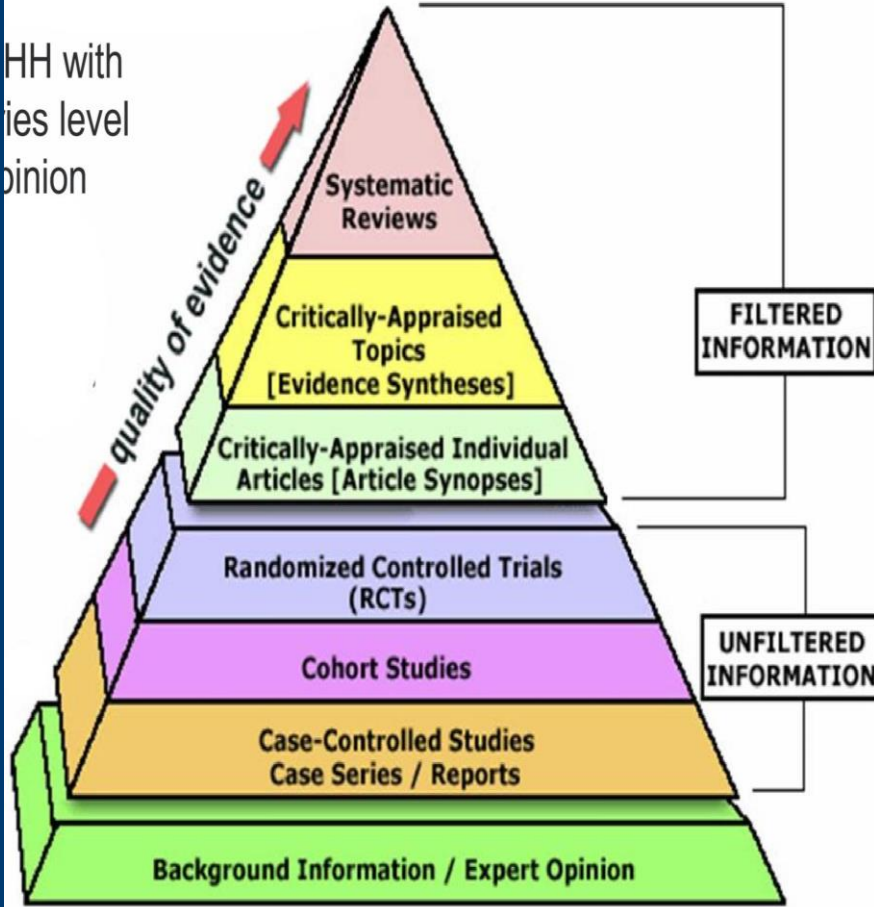 HH with
ries level
pinion
quality of evidence
Systematic
Reviews
Critically-Appraised
Topics
[Evidence Syntheses]
Critically-Appraised Individual
Articles [Article Synopses]
FILTERED
INFORMATION
Randomized Controlled Trials
(RCTs)
Cohort Studies
Case-Controlled Studies
Case Series / Reports
UNFILTERED
INFORMATION
Background Information / Expert Opinion